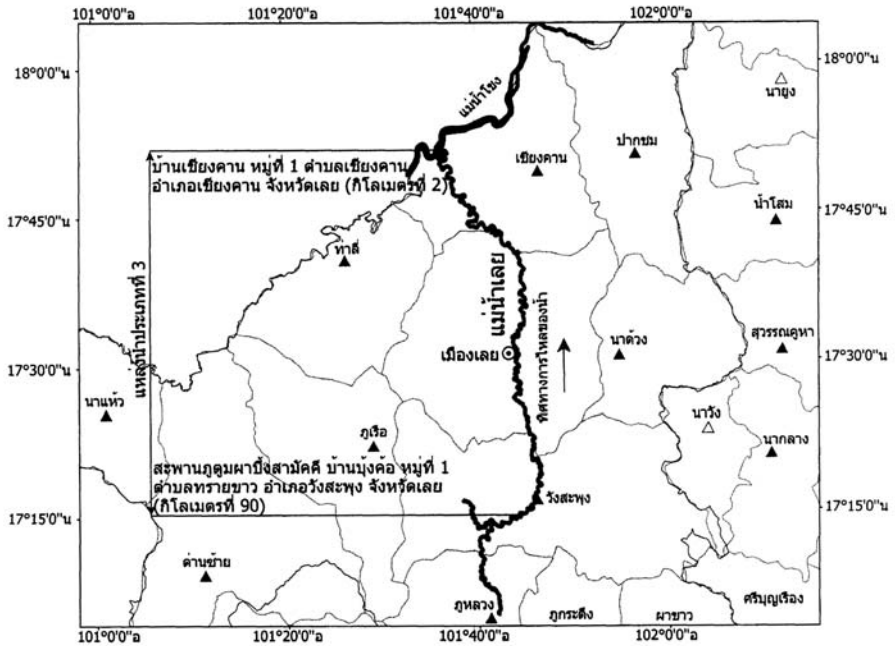 101°0'0"อ
101°20'0"อ
101°40'0"อ
102°0'0"อ
18°0'0"น
18°0'0"น
แม่น้ำโขง
นายูง
ปากชม
เชียงคาน
บ้านเชียงคาน หมู่ที่ 1 ตำบลเชียงคาน
อำเภอเชียงคาน จังหวัดเลย (กิโลเมตรที่ 2)
17°45'0"น
17°45'0"น
น้ำโสม
ท่าลี่
แหล่งน้ำประเภทที่ 3
แม่น้ำเลย
ทิศทางการไหลของน้ำ
เมืองเลย
นาด้วง
สุวรรณคูหา
17°30'0"น
17°30'0"น
นาแห้ว
ภูเรือ
นาวัง
นากลาง
สะพานภูดูมผาบิ้งสามัคคี บ้านบุ้งค้อ หมู่ที่ 1
ตำบลทรายขาว อำเภอวังสะพุง จังหวัดเลย
(กิโลเมตรที่ 90)
วังสะพุง
17°15'0"น
17°15'0"น
ด่านซ้าย
ภูหลวง
ภูกระดึง
ผาขาว
ศรีบุญเรือง
101°0'0"อ
101°20'0"อ
101°40'0"อ
102°0'0"อ